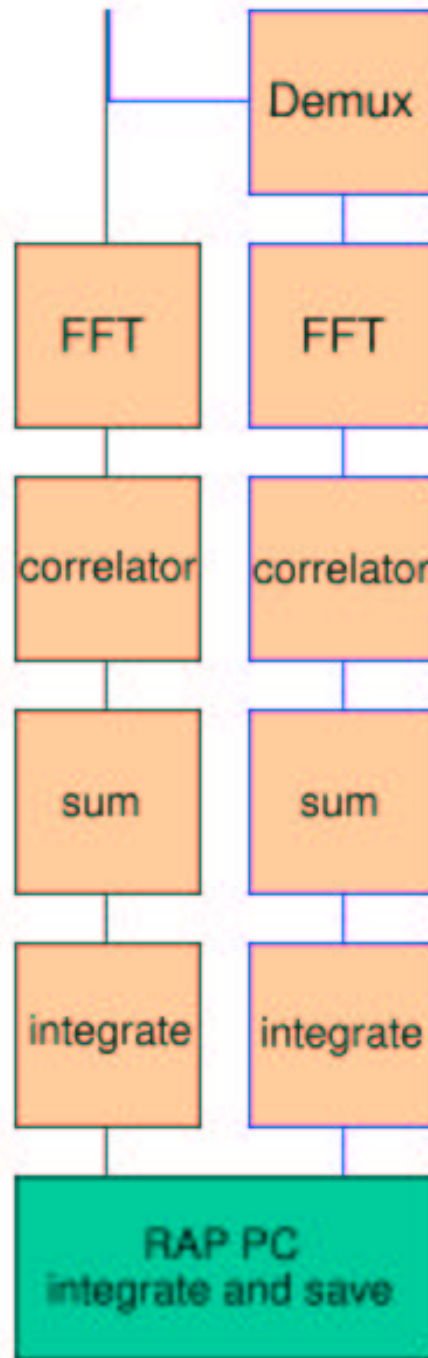 Demux
FFT
FFT
correlator
correlator
sum
sum
integrate
integrate
RAP PC
integrate and save